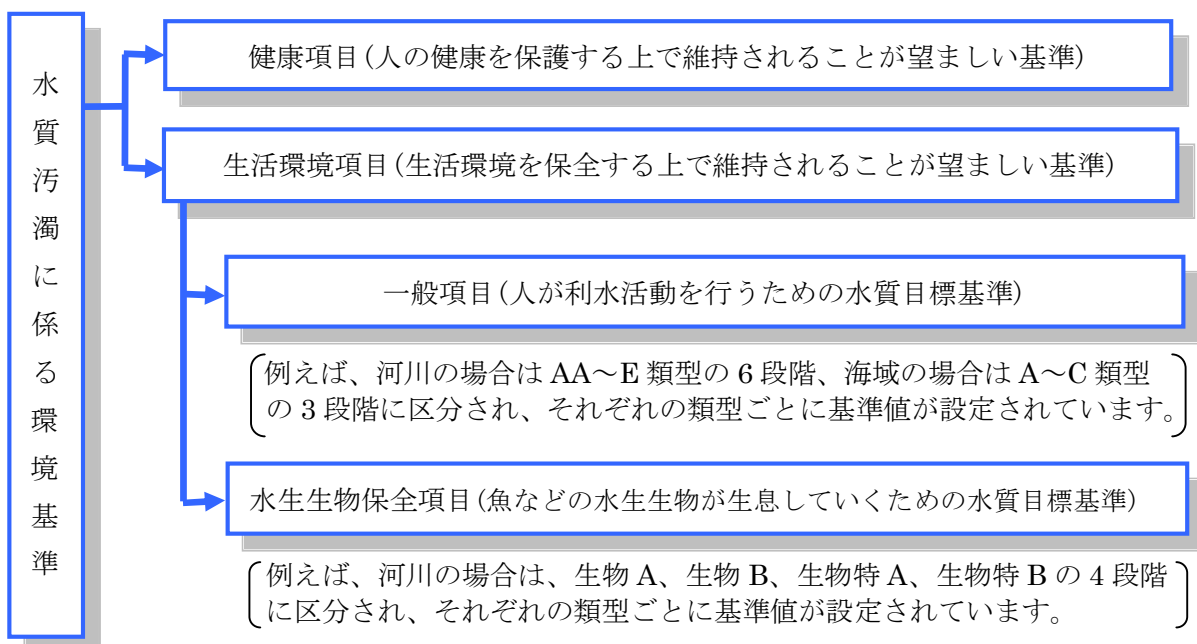 水質汚濁に係る環境基準
健康項目(人の健康を保護する上で維持されることが望ましい基準)
生活環境項目(生活環境を保全する上で維持されることが望ましい基準)
一般項目(人が利水活動を行うための水質目標基準)
例えば、河川の場合は AA～E 類型の 6 段階、海域の場合は A～C 類型
の 3 段階に区分され、それぞれの類型ごとに基準値が設定されています。
水生生物保全項目(魚などの水生生物が生息していくための水質目標基準)
例えば、河川の場合は、生物 A、生物 B、生物特 A、生物特 B の 4 段階
に区分され、それぞれの類型ごとに基準値が設定されています。